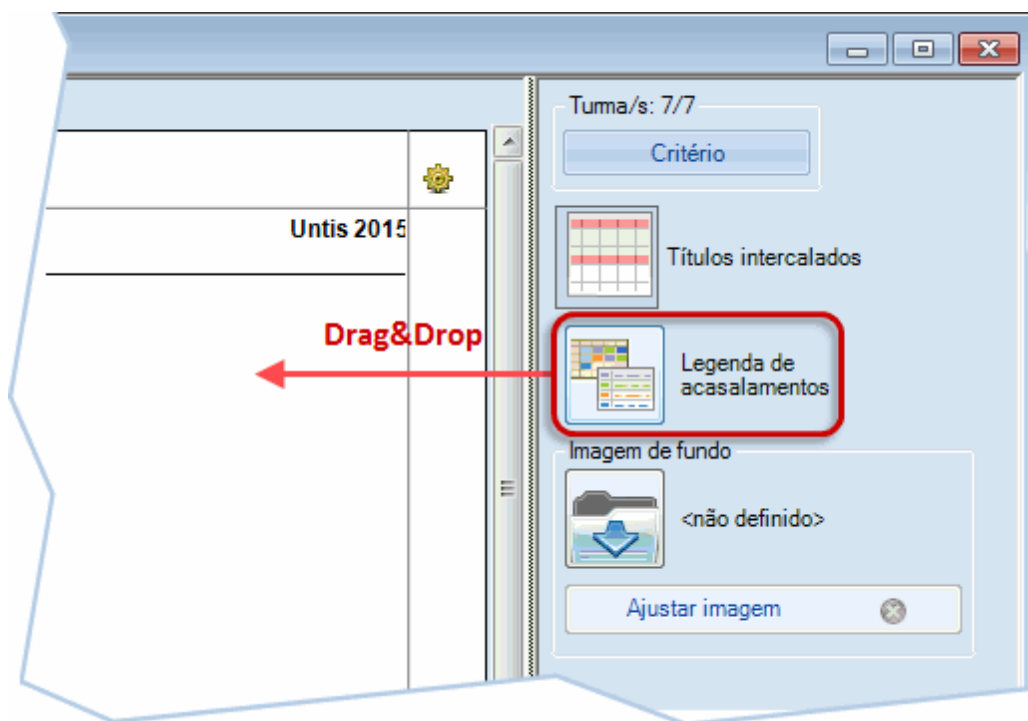 Turma/s: 7/7
Critério
Untis 2015
Títulos intercalados
Drag&Drop
Legenda de
acasalamentos
Imagem de fundo
<não definido>
Ajustar imagem